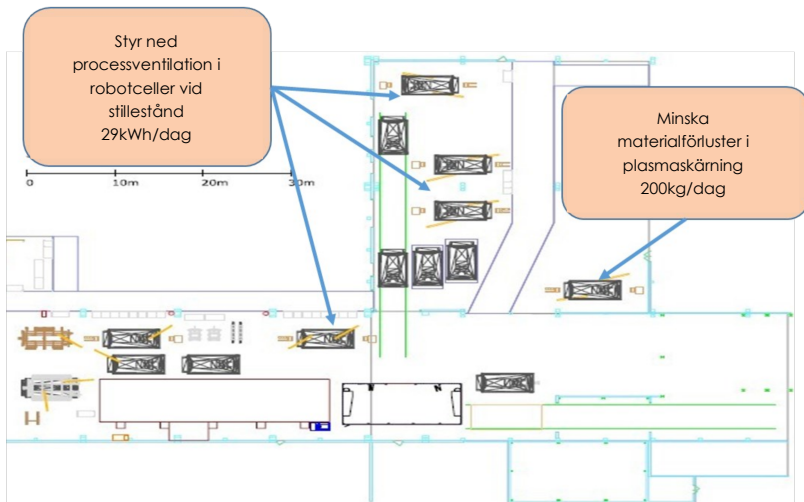 Styr ned
processventilation i
robotceller vid
stillestånd
29kWh/dag
Minska
materialförluster i
plasmaskärning
200kg/dag
0 10m 20m 30m